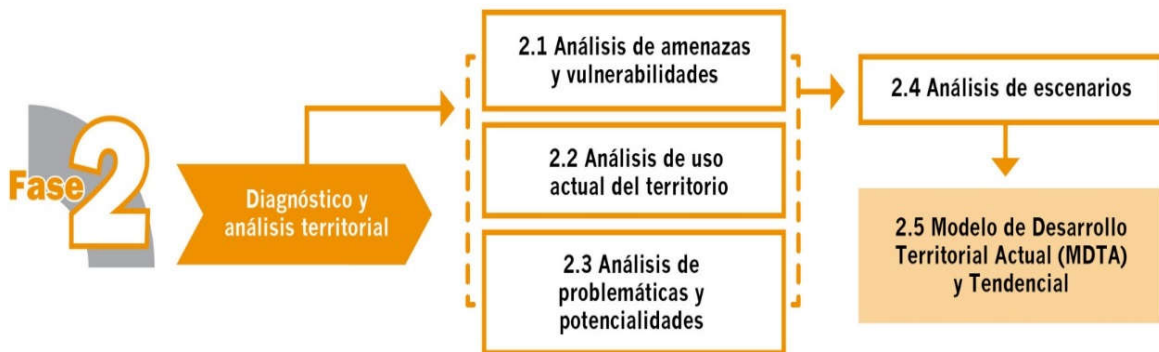 Fase 2
Diagnóstico y
análisis territorial
2.1 Análisis de amenazas
y vulnerabilidades
2.2 Análisis de uso
actual del territorio
2.3 Análisis de
problemáticas y
potencialidades
2.4 Análisis de escenarios
2.5 Modelo de Desarrollo
Territorial Actual (MDTA)
y Tendencial